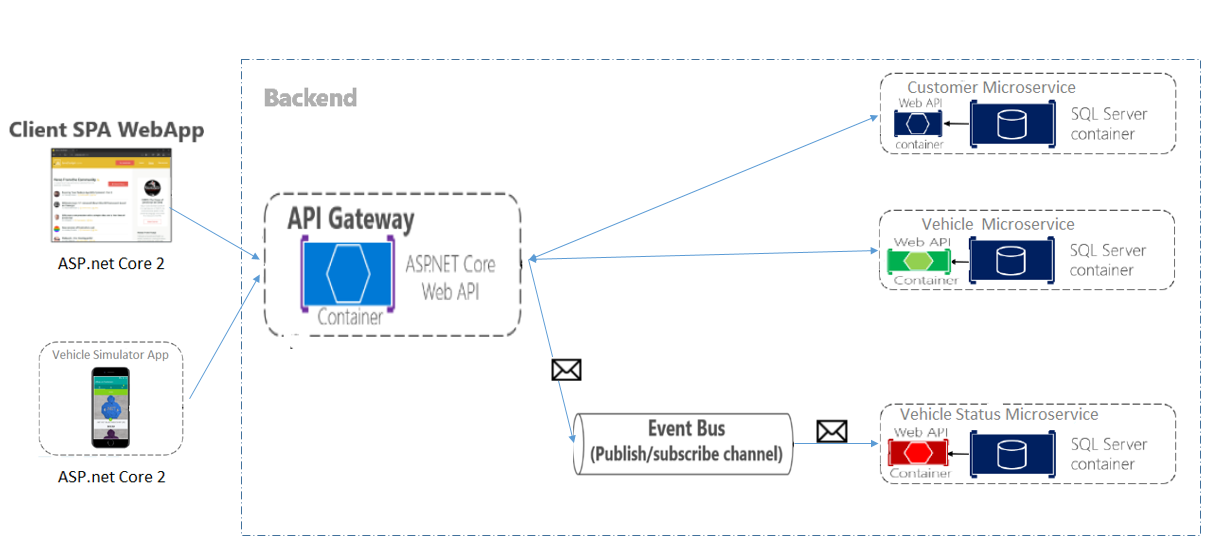 Backend
Client SPA WebApp
ASP.net Core 2
Vehicle Simulator App
ASP.net Core 2
API Gateway
ASP.NET Core
Web API
Container
Event Bus
(Publish/subscribe channel)
Customer Microservice
Web API
container
SQL Server
container
Vehicle Microservice
Web API
Container
SQL Server
container
Vehicle Status Microservice
Web API
Container
SQL Server
container